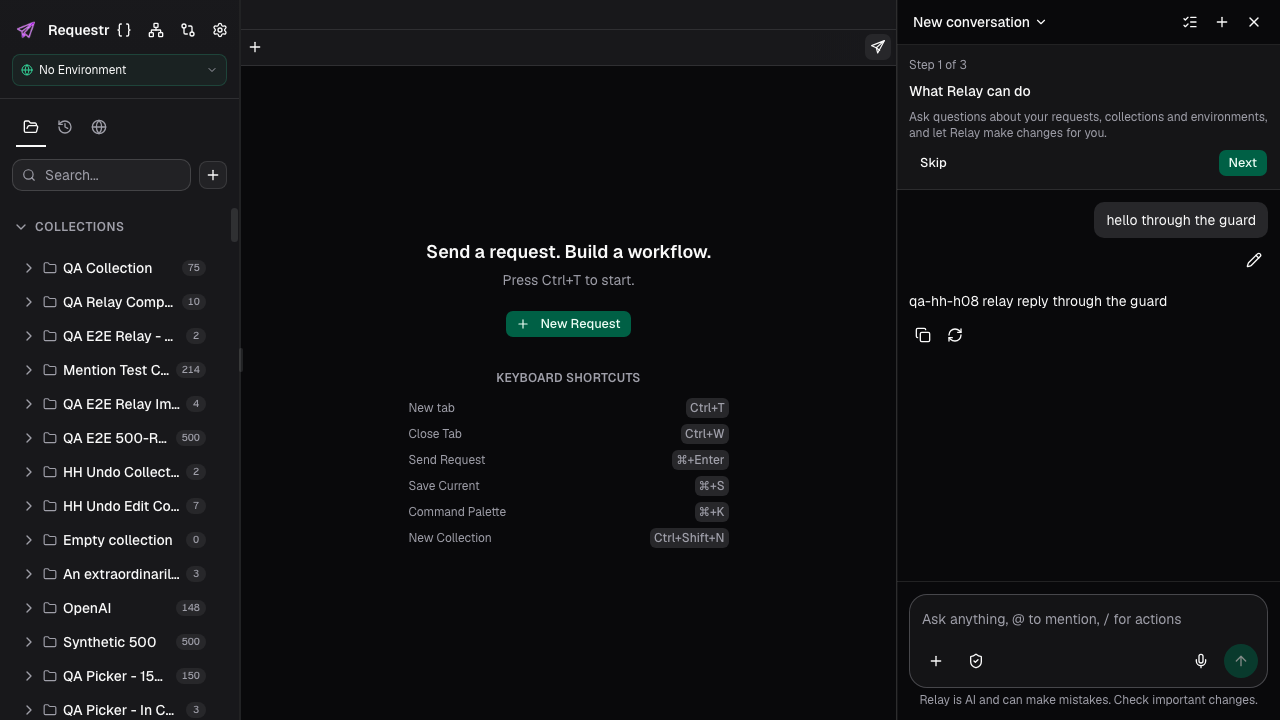 Requestr
No Environment
Search...
COLLECTIONS
QA Collection 75
QA Relay Comp... 10
QA E2E Relay - ... 2
Mention Test C... 214
QA E2E Relay Im... 4
QA E2E 500-R... 500
HH Undo Collect... 2
HH Undo Edit Co... 7
Empty collection 0
An extraordinaril... 3
OpenAI 148
Synthetic 500 500
QA Picker - 15... 150
QA Picker - In C... 3
Send a request. Build a workflow.
Press Ctrl+T to start.
New Request
KEYBOARD SHORTCUTS
New tab Ctrl+T
Close Tab Ctrl+W
Send Request ⌘+Enter
Save Current ⌘+S
Command Palette ⌘+K
New Collection Ctrl+Shift+N
New conversation
Step 1 of 3
What Relay can do
Ask questions about your requests, collections and environments,
and let Relay make changes for you.
Skip Next
hello through the guard
qa-hh-h08 relay reply through the guard
Ask anything, @ to mention, / for actions
Relay is AI and can make mistakes. Check important changes.